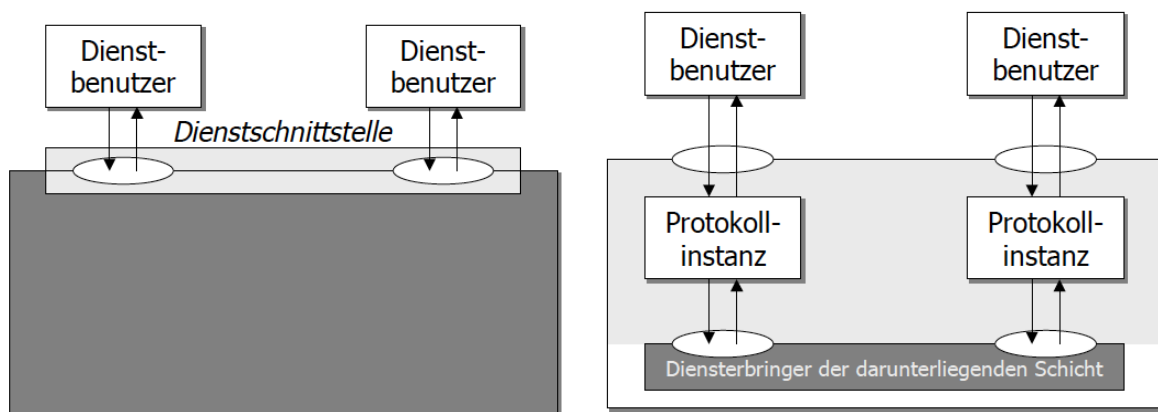 Dienst-
benutzer
Dienst-
benutzer
Dienstschnittstelle
Dienst-
benutzer
Dienst-
benutzer
Protokoll-
instanz
Protokoll-
instanz
Diensterbringer der darunterliegenden Schicht